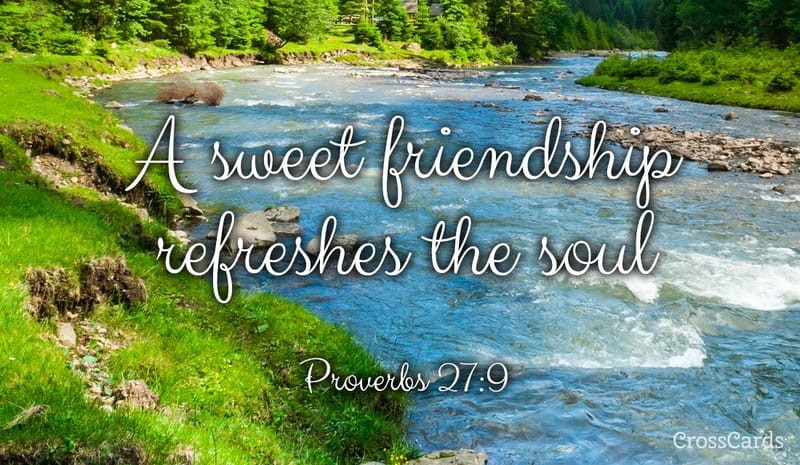 A sweet friendship
refreshes the soul
Proverbs 27:9
CrossCards